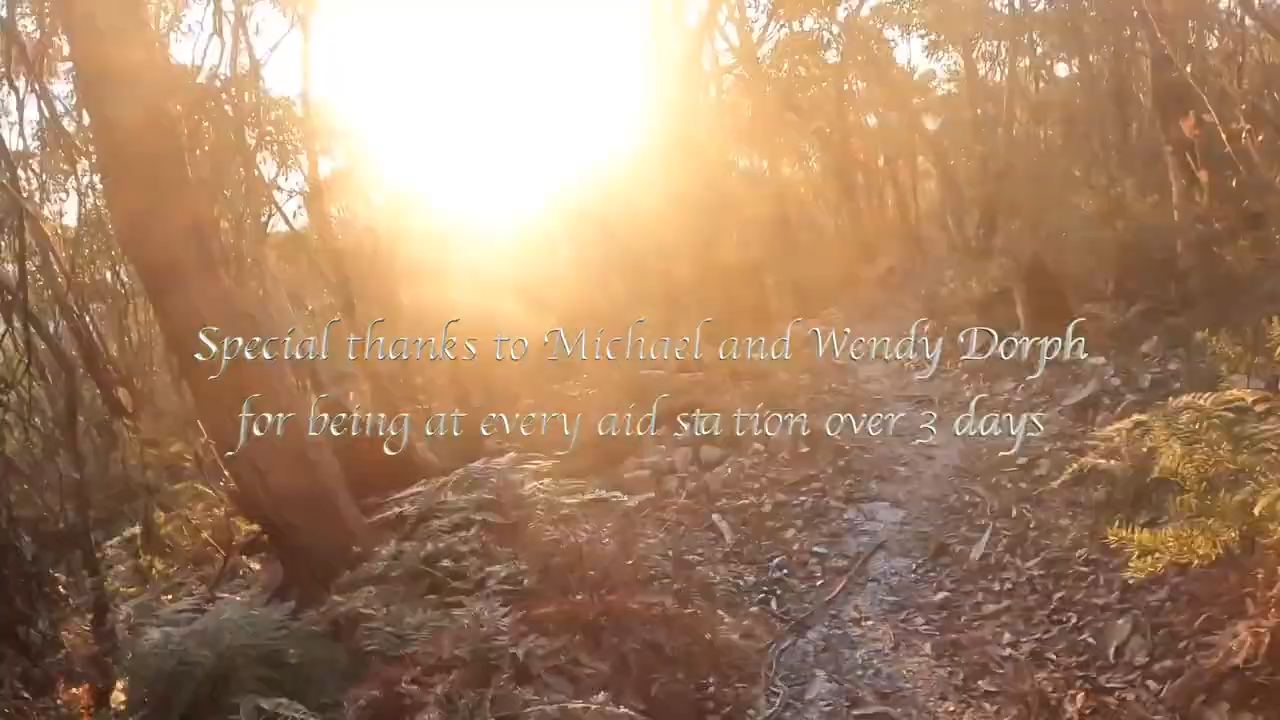 Special thanks to Michael and Wendy Dorph
for being at every aid station over 3 days